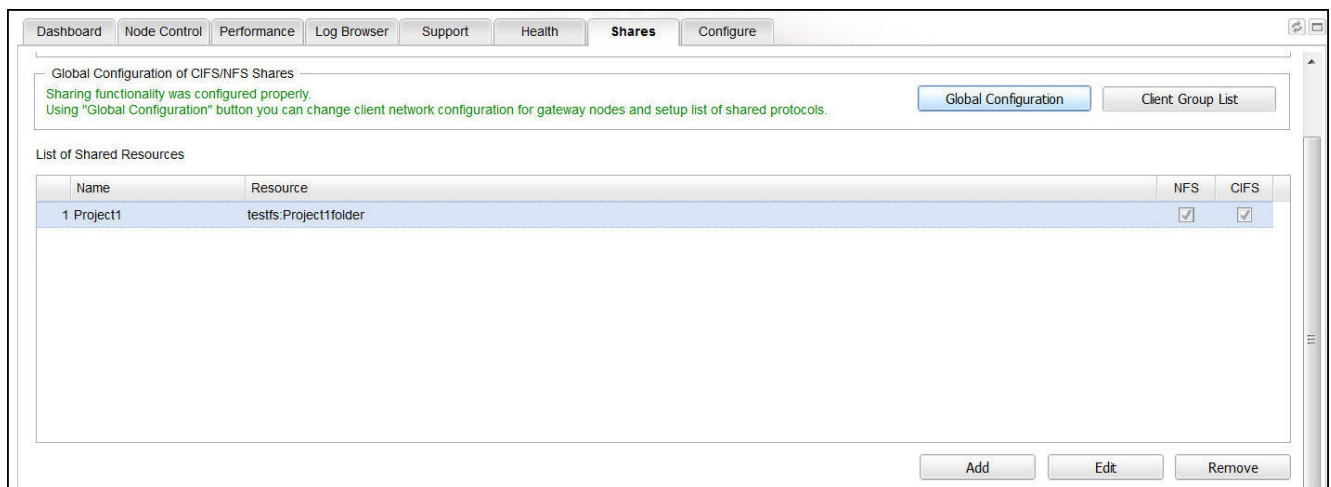 Dashboard Node Control Performance Log Browser Support Health Shares Configure
Global Configuration of CIFS/NFS Shares
Sharing functionality was configured properly.
Using "Global Configuration" button you can change client network configuration for gateway nodes and setup list of shared protocols.
Global Configuration Client Group List
List of Shared Resources
Name Resource NFS CIFS
1 Project1 testfs:Project1folder
Add Edit Remove